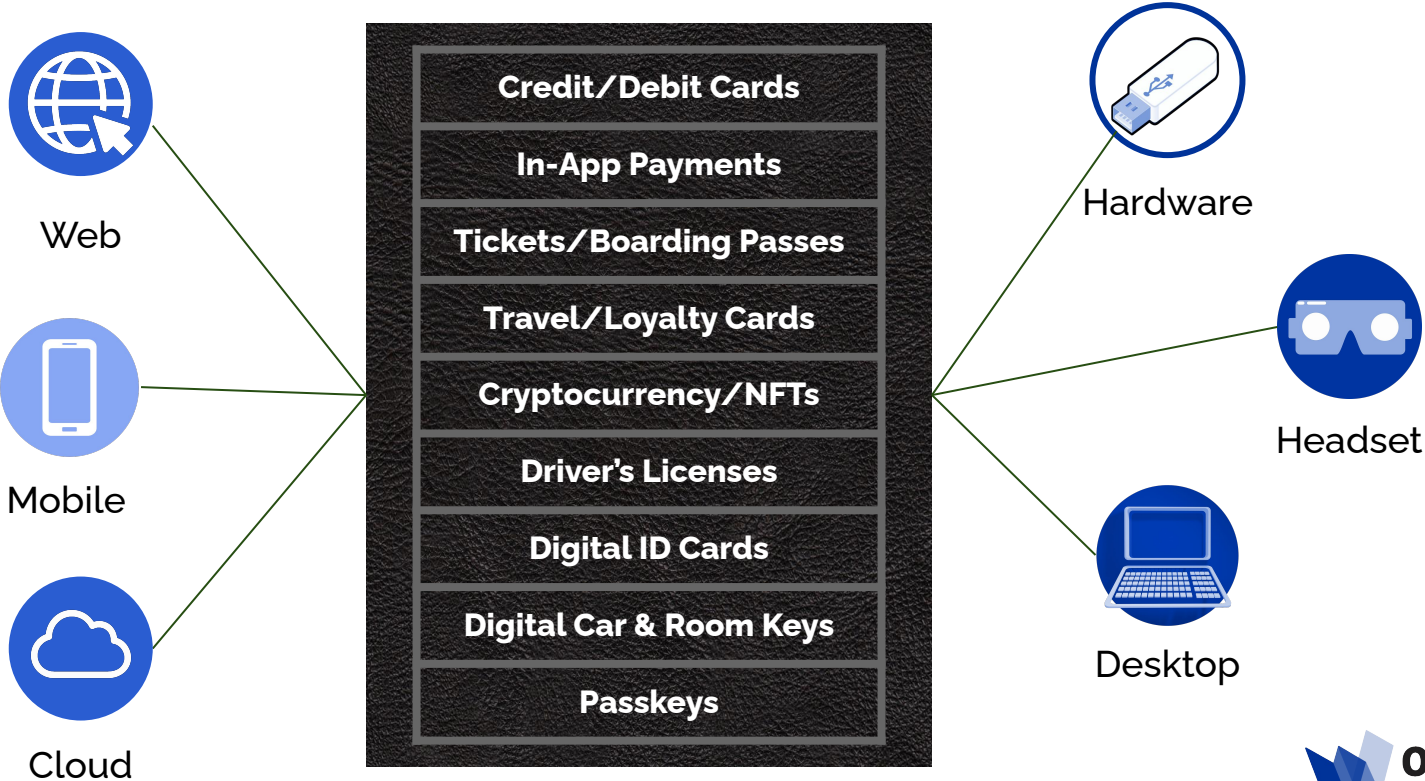 Web
Mobile
Cloud
Credit/Debit Cards
In-App Payments
Tickets/Boarding Passes
Travel/Loyalty Cards
Cryptocurrency/NFTs
Driver’s Licenses
Digital ID Cards
Digital Car & Room Keys
Passkeys
Hardware
Headset
Desktop